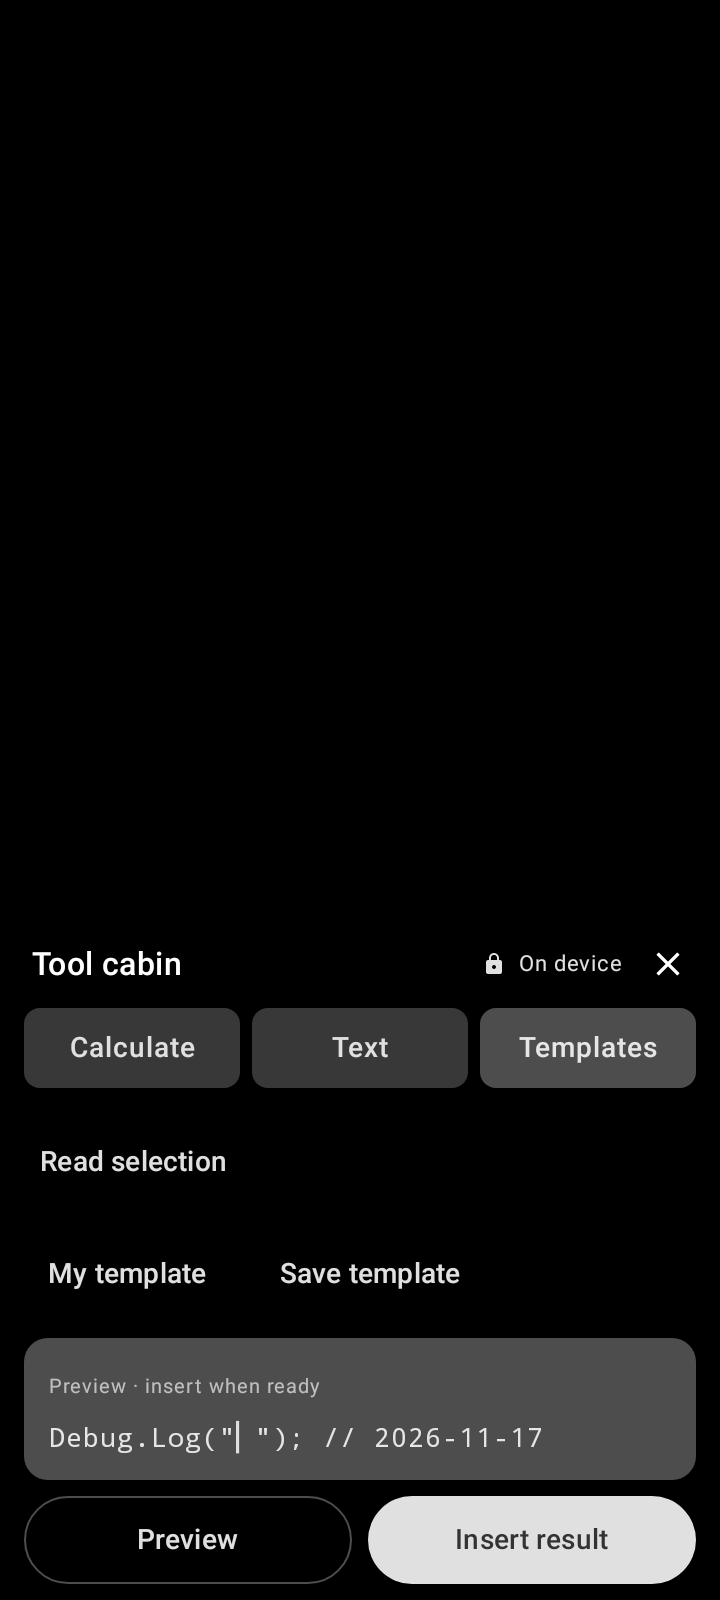 Tool cabin
On device
Calculate
Text
Templates
Read selection
My template
Save template
Preview · insert when ready
Debug.Log(" "); // 2026-11-17
Preview
Insert result